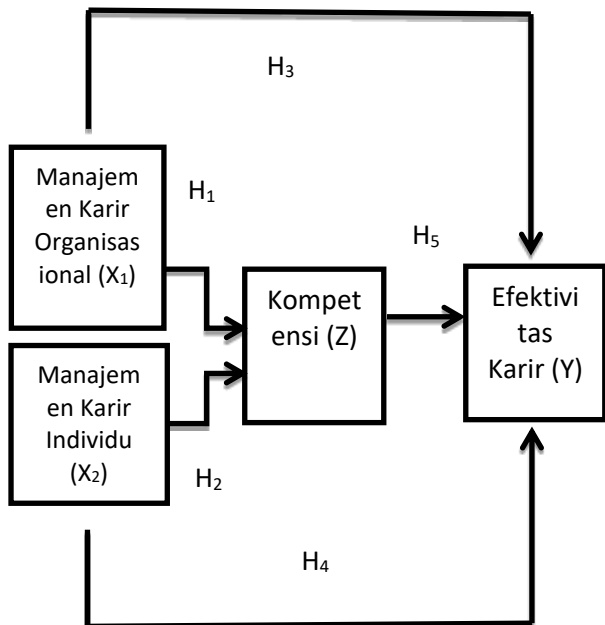 H₃
Manajem
en Karir
Organisas
ional (X₁)
H₁
H₅
Kompet
ensi (Z)
Efektivi
tas
Karir (Y)
Manajem
en Karir
Individu
(X₂)
H₂
H₄